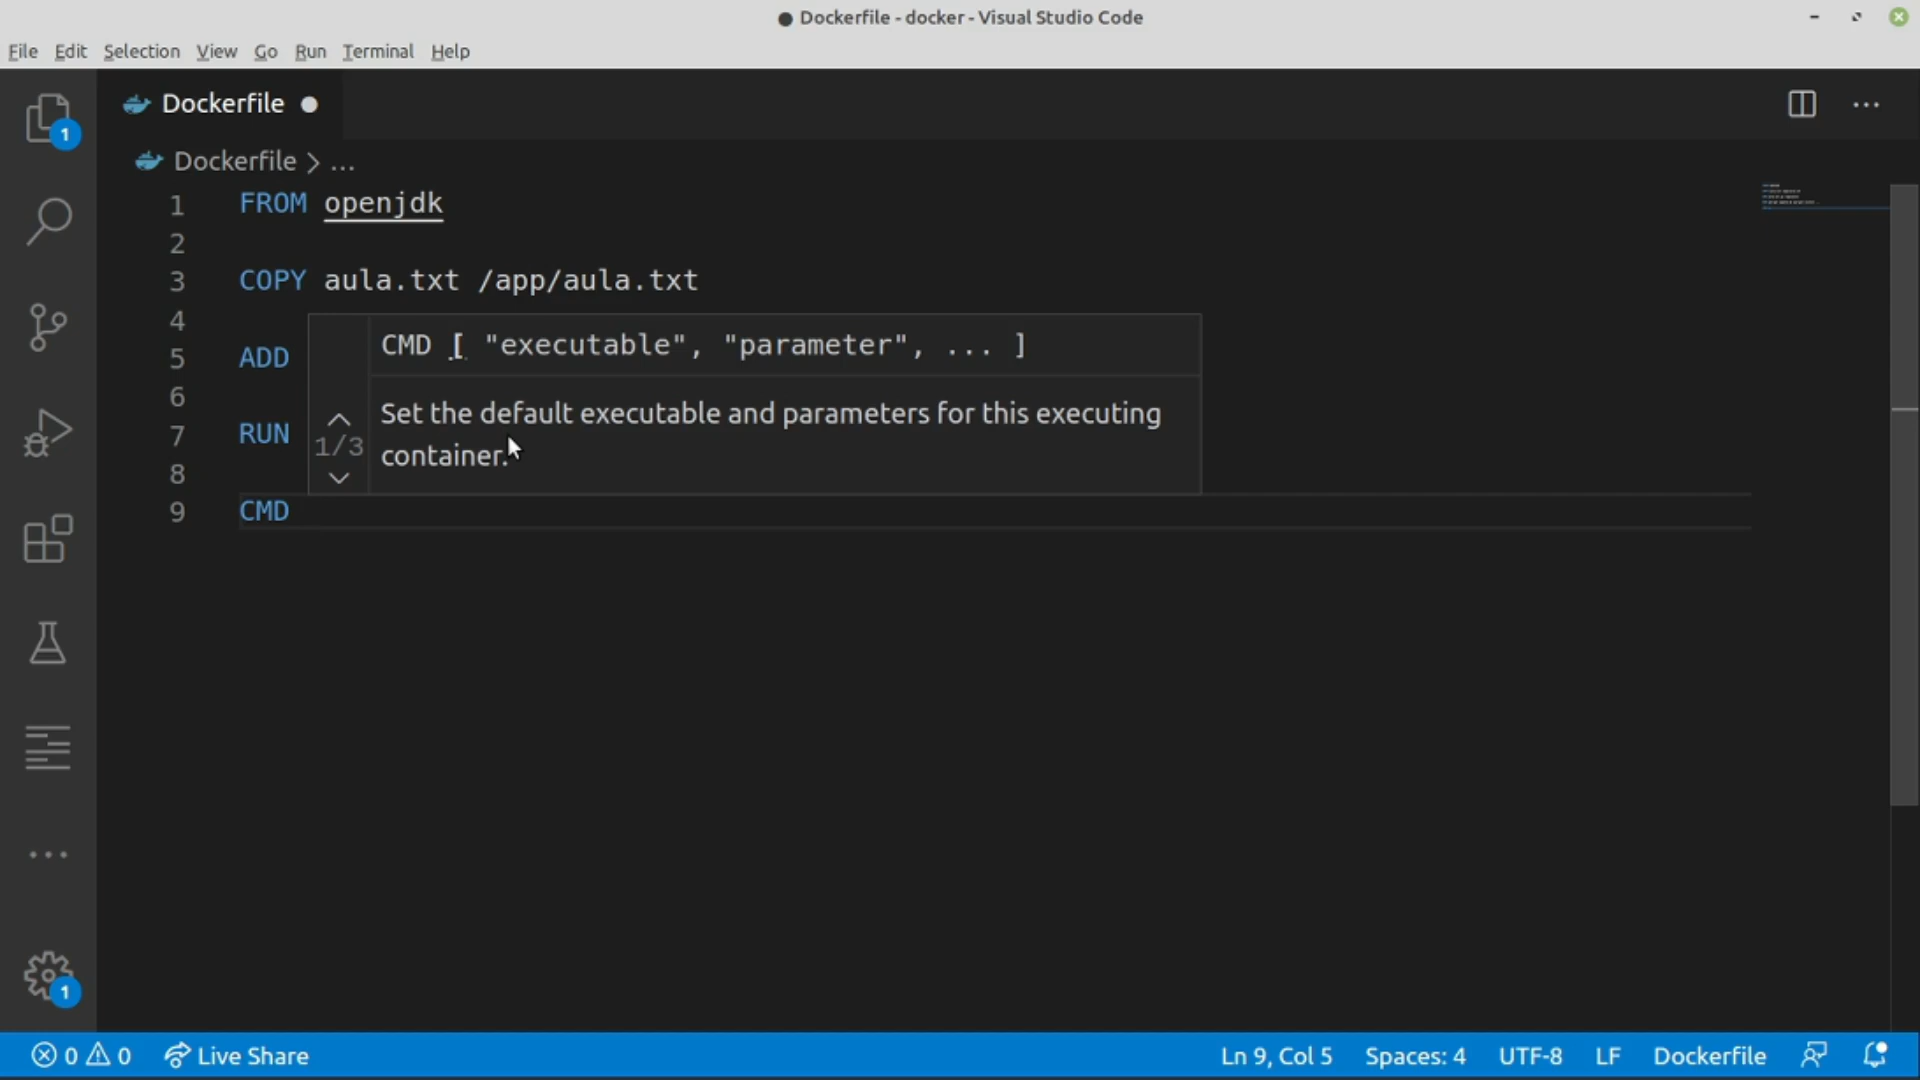 Dockerfile - docker - Visual Studio Code
File Edit Selection View Go Run Terminal Help
1
Dockerfile
Dockerfile > ...
1 FROM openjdk
2
3 COPY aula.txt /app/aula.txt
4
CMD [ "executable", "parameter", ... ]
5 ADD
6
Set the default executable and parameters for this executing
7 RUN
1/3
container.
8
9 CMD
1
0 0 Live Share Ln 9, Col 5 Spaces: 4 UTF-8 LF Dockerfile